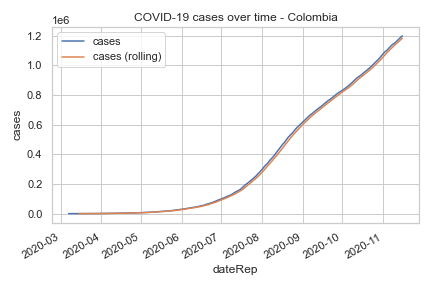 COVID-19 cases over time - Colombia
1e6
cases
cases (rolling)
1.2
1.0
0.8
0.6
0.4
0.2
0.0
cases
2020-03
2020-04
2020-05
2020-06
2020-07
2020-08
2020-09
2020-10
2020-11
dateRep